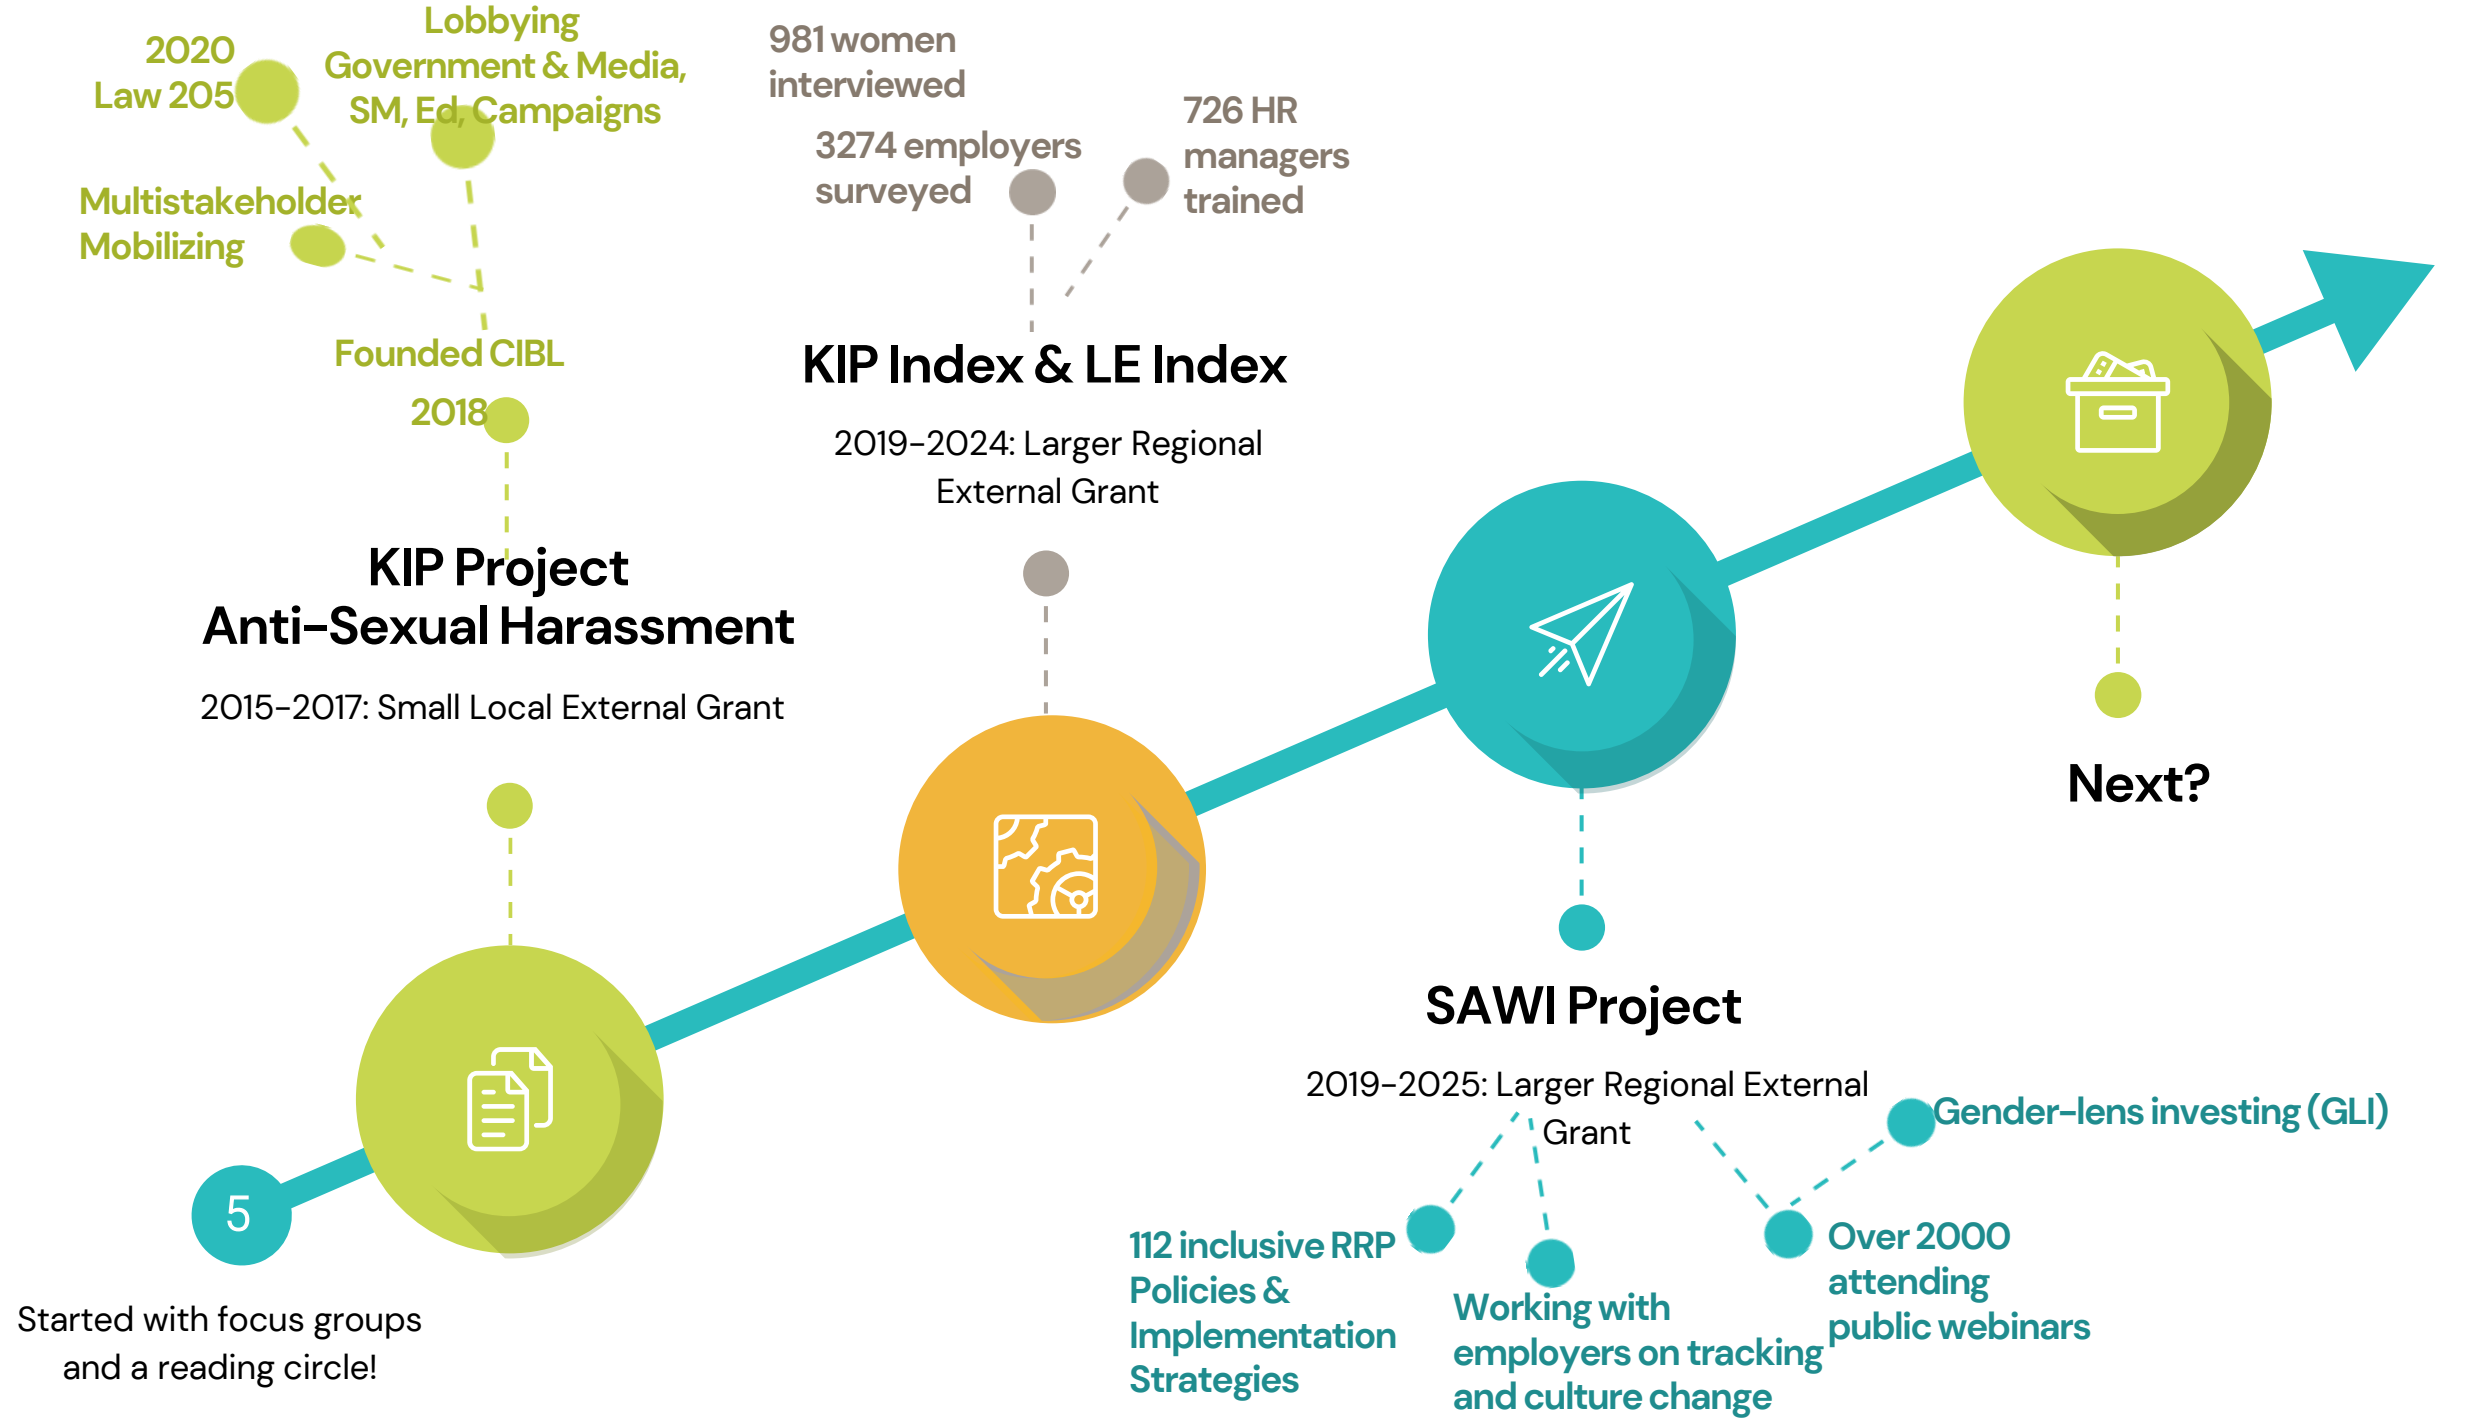 2020
Law 205
Lobbying
Government & Media,
SM, Ed, Campaigns
Multistakeholder
Mobilizing
Founded CIBL
2018
KIP Project
Anti-Sexual Harassment
2015-2017: Small Local External Grant
981 women
interviewed
3274 employers
surveyed
726 HR
managers
trained
KIP Index & LE Index
2019-2024: Larger Regional
External Grant
5
Started with focus groups
and a reading circle!
SAWI Project
2019-2025: Larger Regional External
Grant
112 inclusive RRP
Policies &
Implementation
Strategies
Working with
employers on tracking
and culture change
Over 2000
attending
public webinars
Gender-lens investing (GLI)
Next?